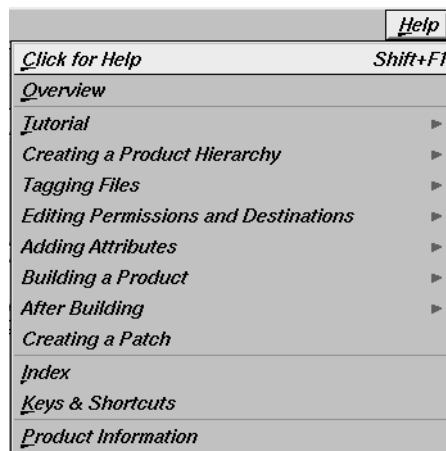 Help
Click for Help Shift+F1
Overview
Tutorial
Creating a Product Hierarchy
Tagging Files
Editing Permissions and Destinations
Adding Attributes
Building a Product
After Building
Creating a Patch
Index
Keys & Shortcuts
Product Information